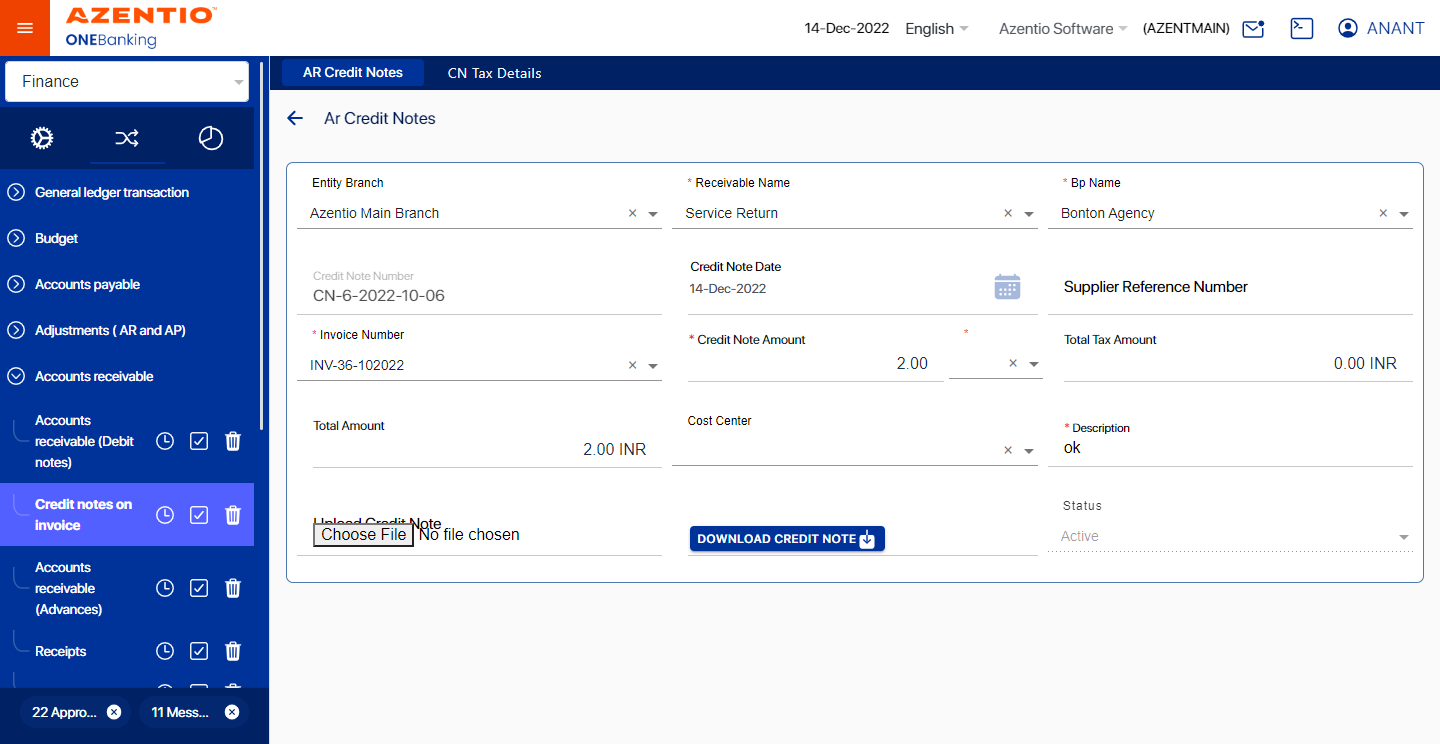 AZENTIO™
ONEBanking
14-Dec-2022
English
Azentio Software
(AZENTMAIN)
ANANT
Finance
AR Credit Notes
CN Tax Details
Ar Credit Notes
General ledger transaction
Budget
Accounts payable
Adjustments ( AR and AP)
Accounts receivable
Accounts
receivable (Debit
notes)
Credit notes on
invoice
Accounts
receivable
(Advances)
Receipts
22 Appro...
11 Mess...
Entity Branch
Azentio Main Branch
* Receivable Name
Service Return
* Bp Name
Bonton Agency
Credit Note Number
CN-6-2022-10-06
Credit Note Date
14-Dec-2022
Supplier Reference Number
* Invoice Number
INV-36-102022
* Credit Note Amount
2.00
*
Total Tax Amount
0.00 INR
Total Amount
2.00 INR
Cost Center
* Description
ok
Upload Credit Note
Choose File No file chosen
DOWNLOAD CREDIT NOTE
Status
Active